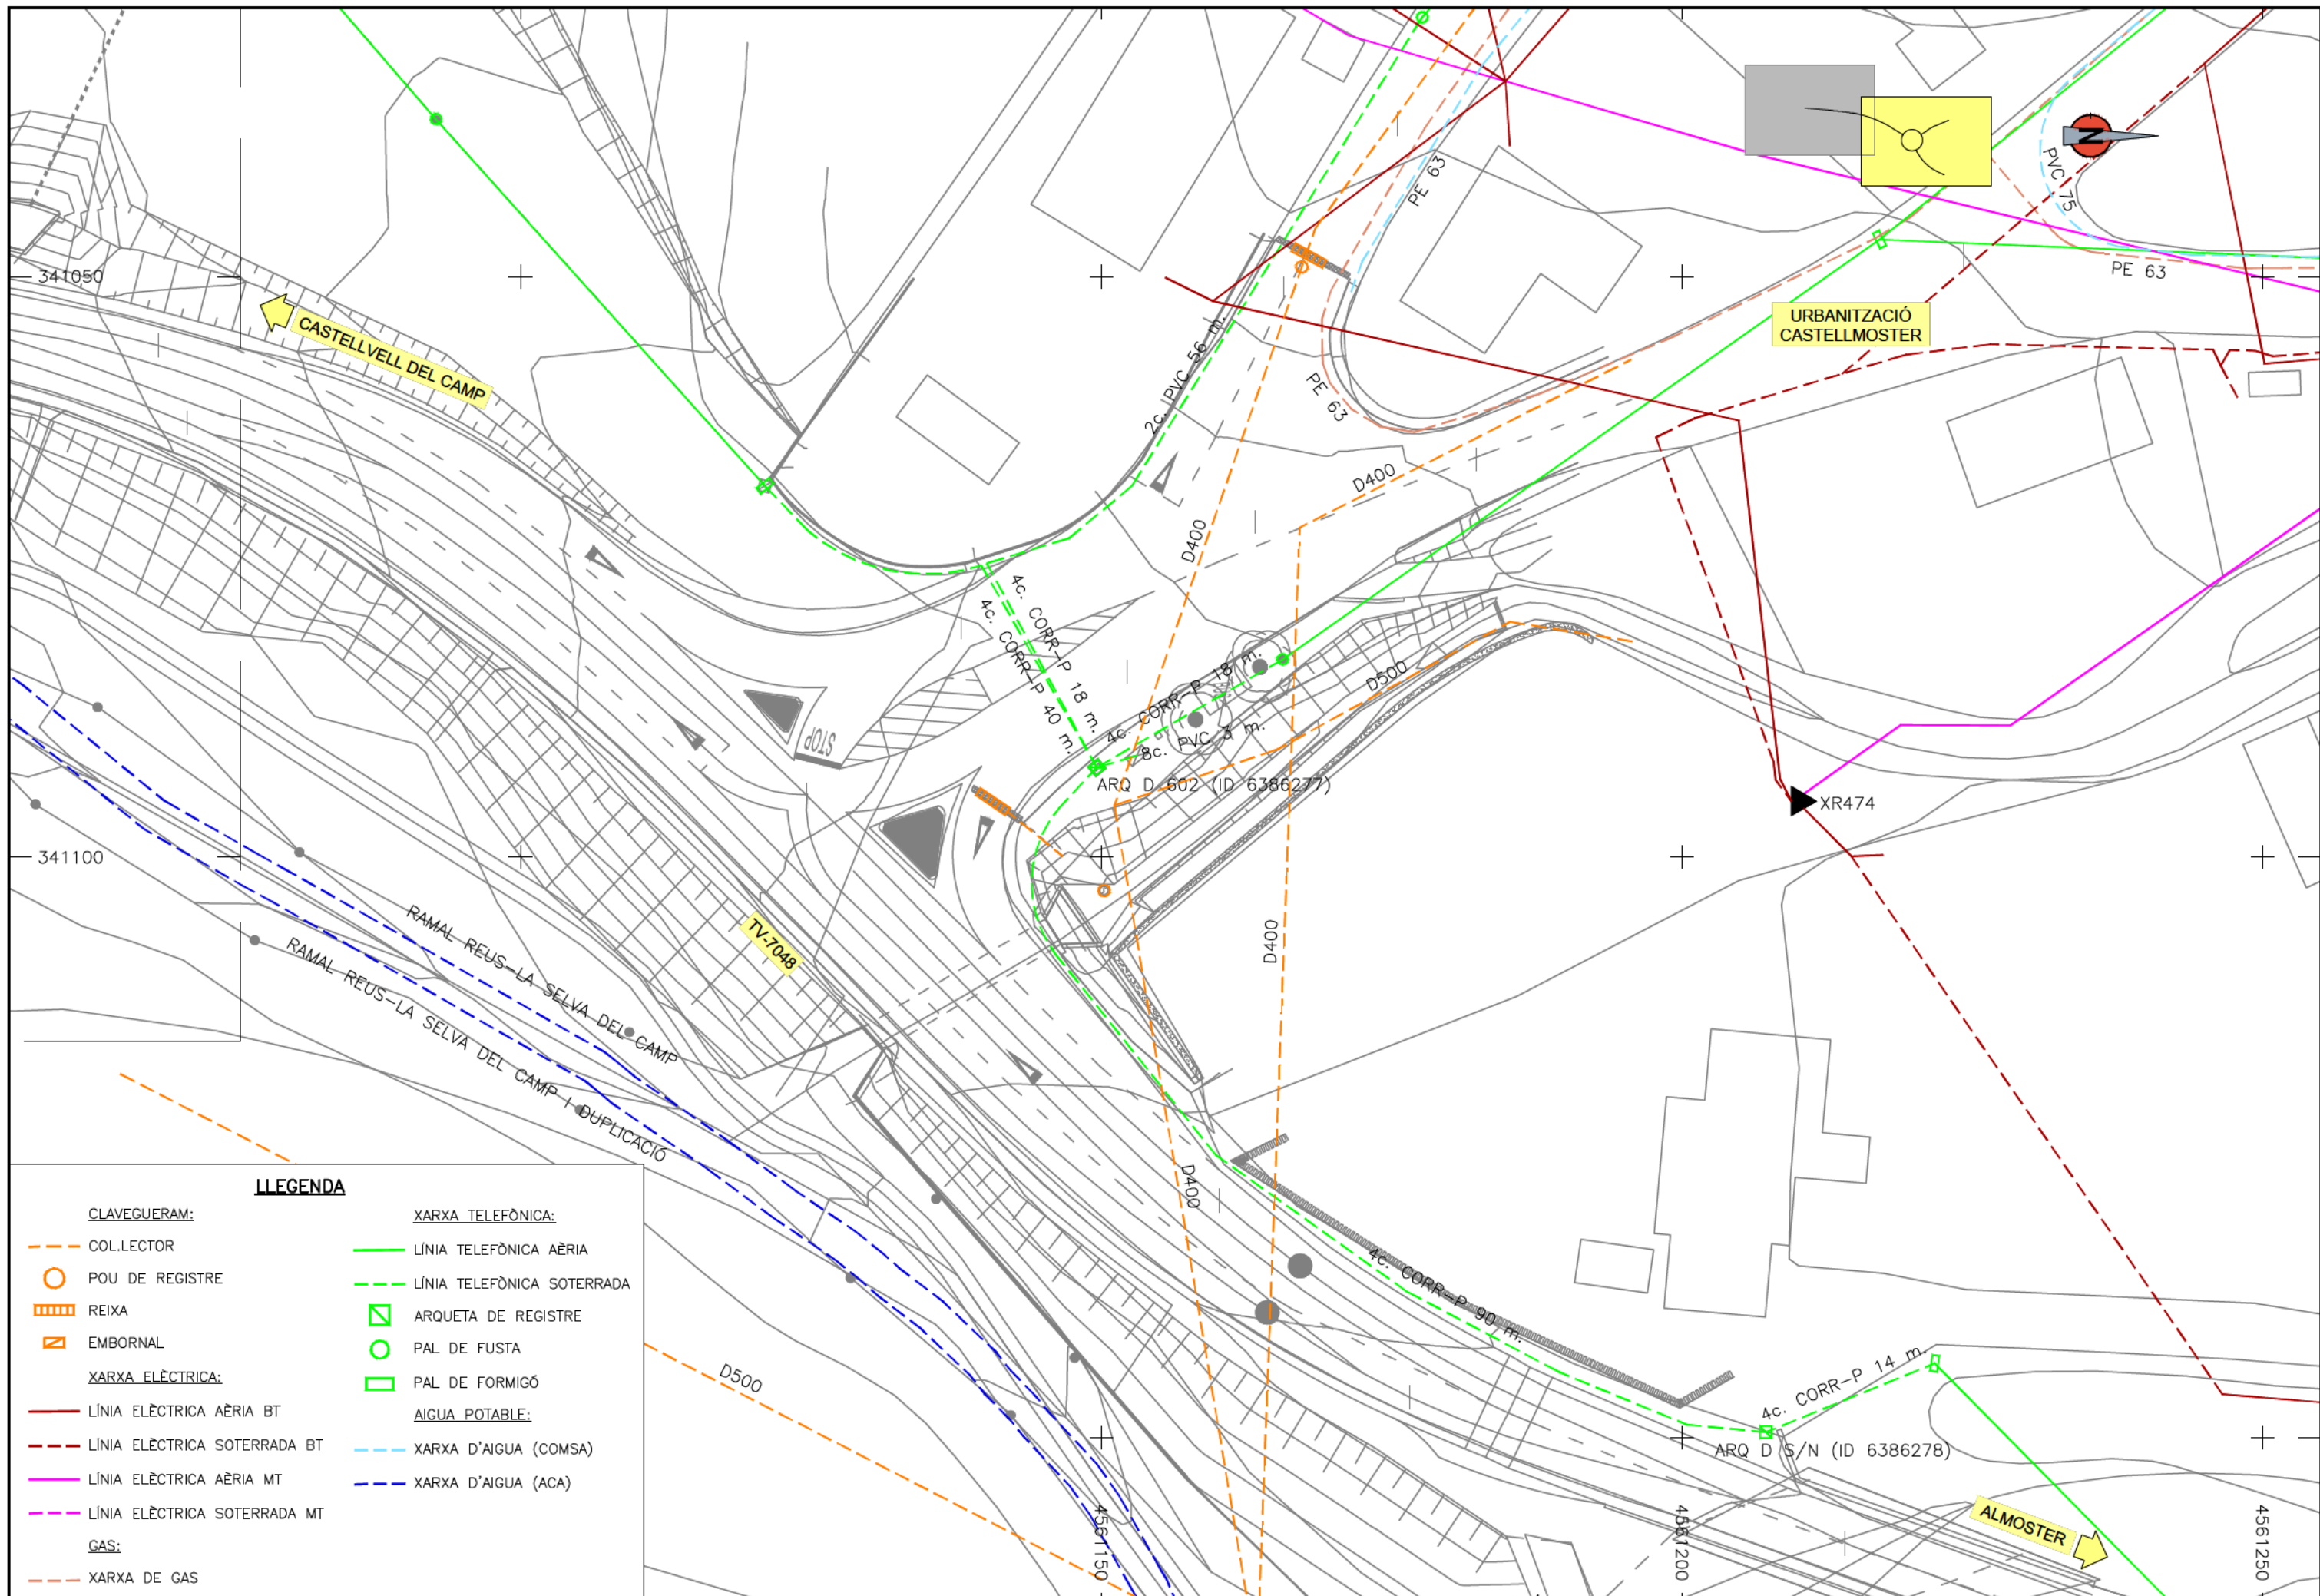 PE 63
PVC 75
N
341050
PE 63
CASTELLVELL DEL CAMP
URBANITZACIÓ
CASTELLMOSTER
2c. PVC 56 m.
PE 63
D400
D400
4c. CORR-P 18 m.
4c. CORR-P 40 m.
4c. CORR-P 18 m.
8c. PVC 3 m.
D500
STOP
ARQ D.602 (ID 6386277)
XR474
341100
RAMAL REUS-LA SELVA DEL CAMP
RAMAL REUS-LA SELVA DEL CAMP I DUPLICACIÓ
TV-7048
D400
D400
4c. CORR-P 90 m.
4c. CORR-P 14 m.
ARQ D S/N (ID 6386278)
D500
ALMOSTER
4561150
4561200
4561250
LLEGENDA
CLAVEGUERAM:
COL.LECTOR
POU DE REGISTRE
REIXA
EMBORNAL
XARXA ELÈCTRICA:
LÍNIA ELÈCTRICA AÈRIA BT
LÍNIA ELÈCTRICA SOTERRADA BT
LÍNIA ELÈCTRICA AÈRIA MT
LÍNIA ELÈCTRICA SOTERRADA MT
GAS:
XARXA DE GAS
XARXA TELEFÒNICA:
LÍNIA TELEFÒNICA AÈRIA
LÍNIA TELEFÒNICA SOTERRADA
ARQUETA DE REGISTRE
PAL DE FUSTA
PAL DE FORMIGÓ
AIGUA POTABLE:
XARXA D'AIGUA (COMSA)
XARXA D'AIGUA (ACA)